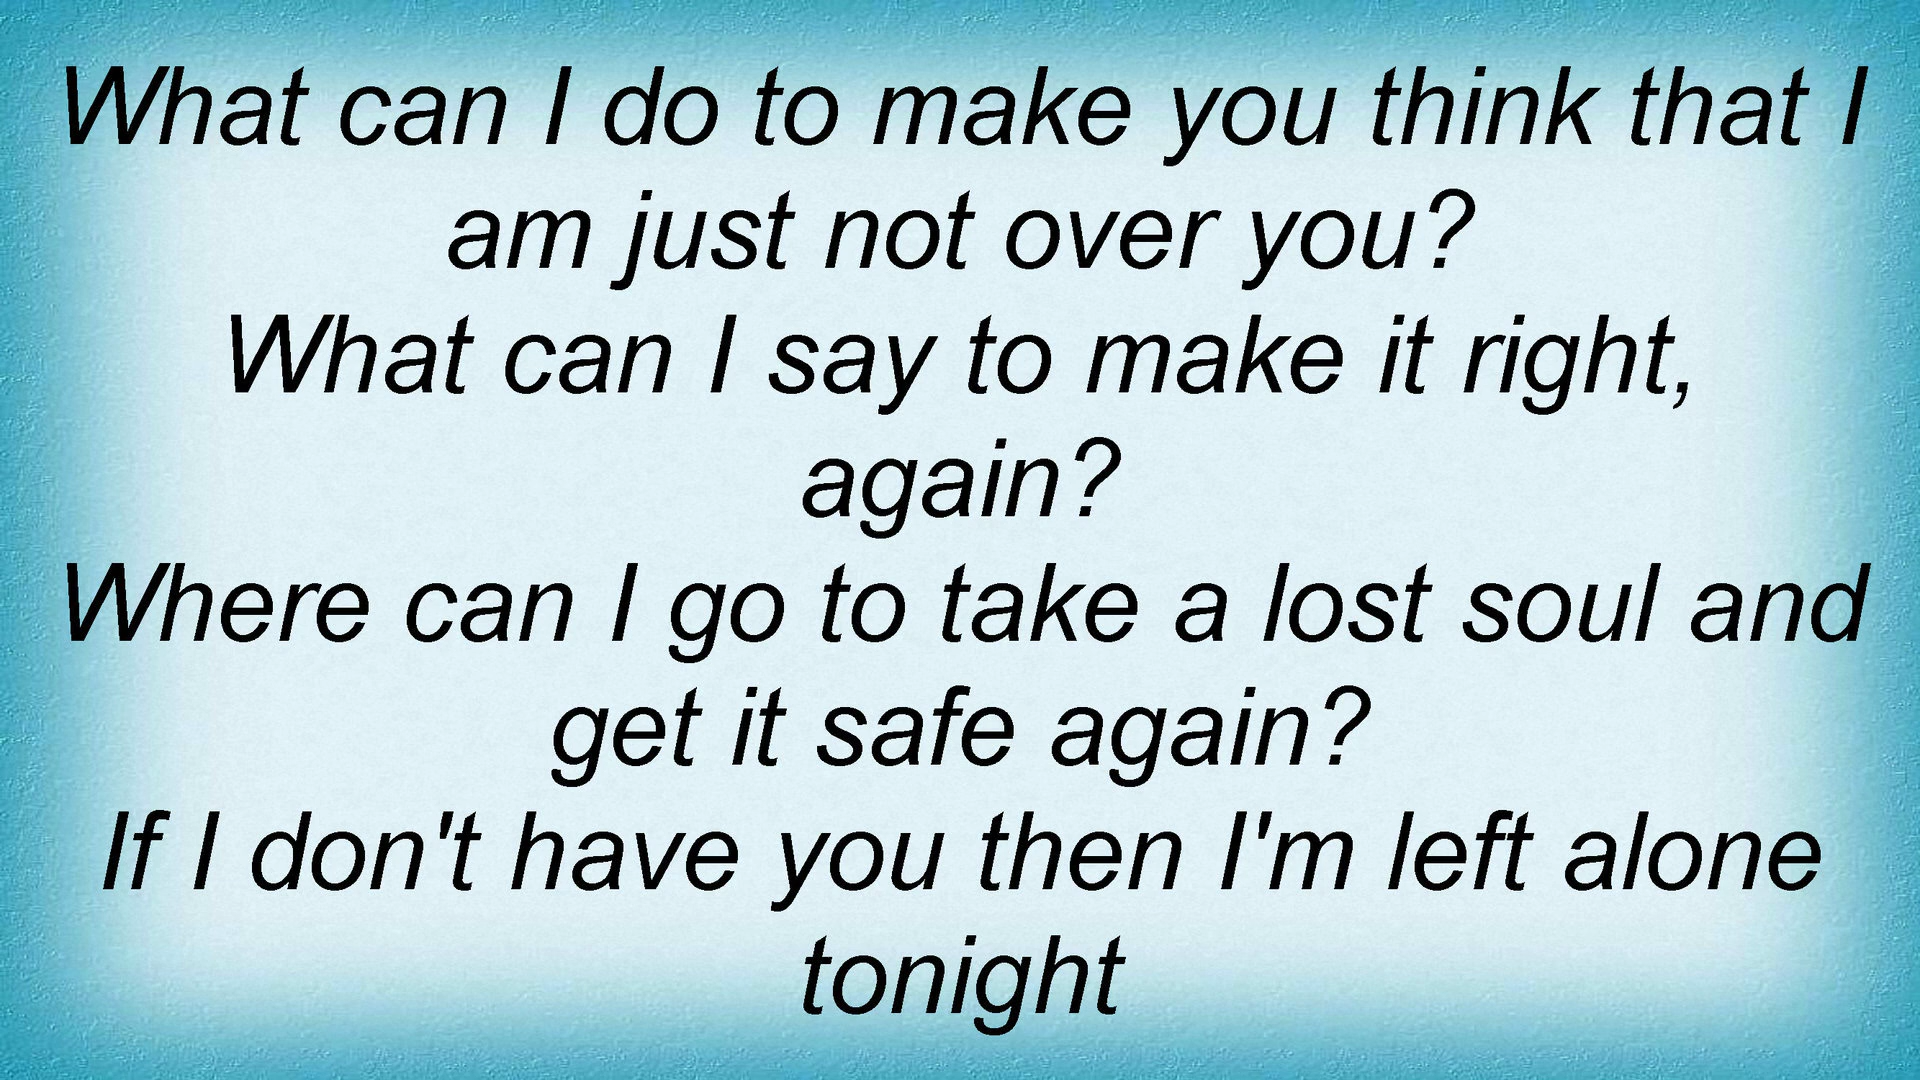 What can I do to make you think that I
am just not over you?
What can I say to make it right,
again?
Where can I go to take a lost soul and
get it safe again?
If I don't have you then I'm left alone
tonight